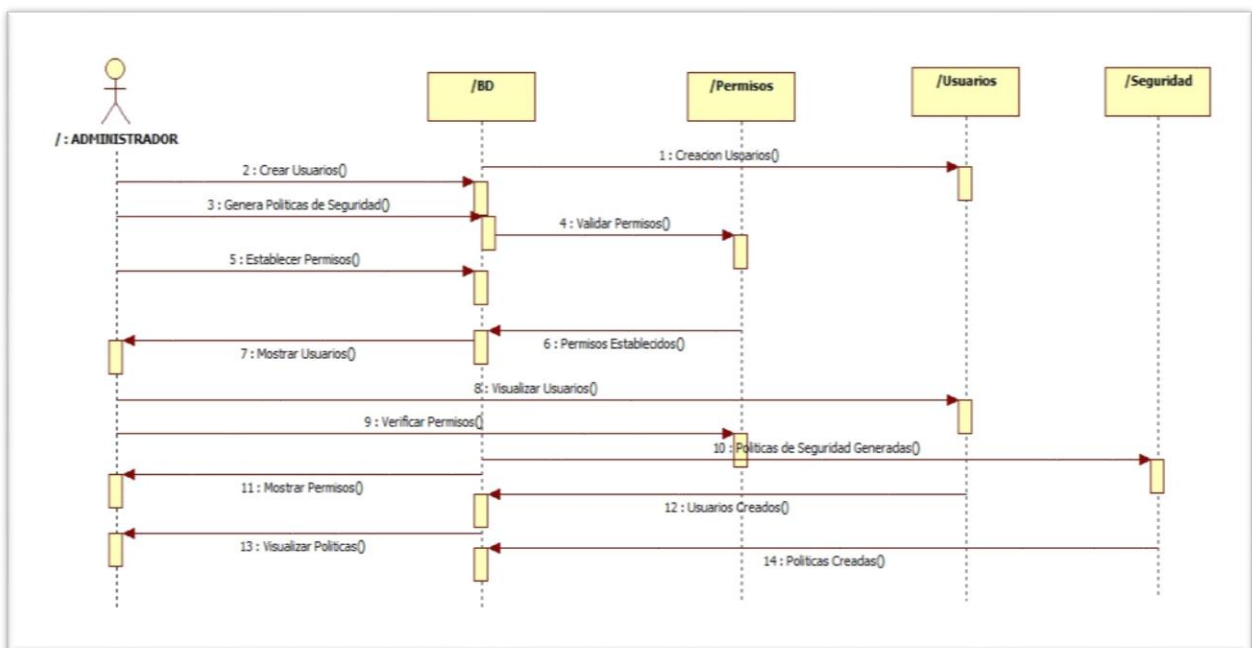 / : ADMINISTRADOR
/BD
/Permisos
/Usuarios
/Seguridad
1 : Creacion Usuarios()
2 : Crear Usuarios()
3 : Genera Politicas de Seguridad()
4 : Validar Permisos()
5 : Establecer Permisos()
6 : Permisos Establecidos()
7 : Mostrar Usuarios()
8 : Visualizar Usuarios()
9 : Verificar Permisos()
10 : Politicas de Seguridad Generadas()
11 : Mostrar Permisos()
12 : Usuarios Creados()
13 : Visualizar Politicas()
14 : Politicas Creadas()